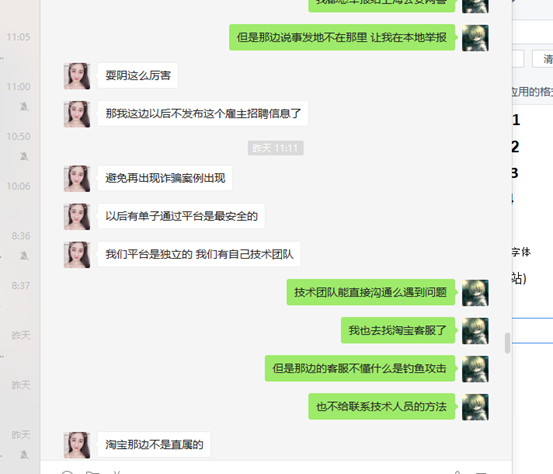 但是那边说事发地不在那里 让我在本地举报
11:05
耍阴这么厉害
11:00
那我这边以后不发布这个雇主招聘信息了
10:50
昨天 11:11
避免再出现诈骗案例出现
10:06
以后有单子通过平台是最安全的
8:36
我们平台是独立的 我们有自己技术团队
8:37
技术团队能直接沟通么遇到问题
昨天
我也去找淘宝客服了
但是那边的客服不懂什么是钓鱼攻击
昨天
也不给联系技术人员的方法
昨天
淘宝那边不是直属的
清
应用的格式
1
2
3
4
字体
站)